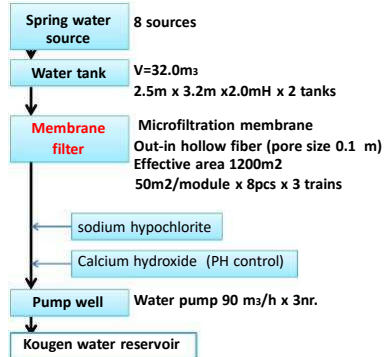 Spring water
source
8 sources
Water tank
V=32.0m3
2.5m x 3.2m x2.0mH x 2 tanks
Membrane
filter
Microfiltration membrane
Out-in hollow fiber (pore size 0.1 m)
Effective area 1200m2
50m2/module x 8pcs x 3 trains
sodium hypochlorite
Calcium hydroxide (PH control)
Pump well
Water pump 90 m3/h x 3nr.
Kougen water reservoir